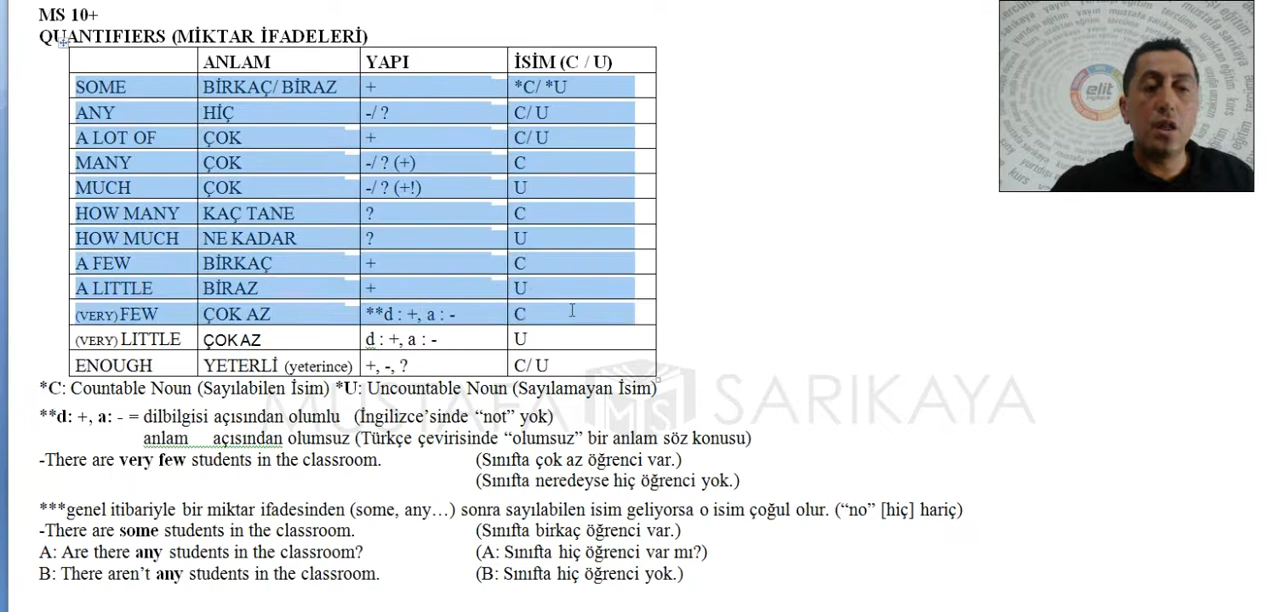 MS 10+
QUANTIFIERS (MİKTAR İFADELERİ)
ANLAM YAPI İSİM (C / U)
SOME BİRKAÇ/ BİRAZ + *C/ *U
ANY HİÇ -/ ? C/ U
A LOT OF ÇOK + C/ U
MANY ÇOK -/ ? (+) C
MUCH ÇOK -/ ? (+!) U
HOW MANY KAÇ TANE ? C
HOW MUCH NE KADAR ? U
A FEW BİRKAÇ + C
A LITTLE BİRAZ + U
(VERY) FEW ÇOK AZ **d : +, a : - C
(VERY) LITTLE ÇOK AZ d : +, a : - U
ENOUGH YETERLİ (yeterince) +, -, ? C/ U
*C: Countable Noun (Sayılabilen İsim) *U: Uncountable Noun (Sayılamayan İsim)
MUSTAFA MS SARIKAYA
**d: +, a: - = dilbilgisi açısından olumlu (İngilizce’sinde “not” yok)
anlam açısından olumsuz (Türkçe çevirisinde “olumsuz” bir anlam söz konusu)
-There are very few students in the classroom. (Sınıfta çok az öğrenci var.)
(Sınıfta neredeyse hiç öğrenci yok.)
***genel itibariyle bir miktar ifadesinden (some, any…) sonra sayılabilen isim geliyorsa o isim çoğul olur. (“no” [hiç] hariç)
-There are some students in the classroom. (Sınıfta birkaç öğrenci var.)
A: Are there any students in the classroom? (A: Sınıfta hiç öğrenci var mı?)
B: There aren’t any students in the classroom. (B: Sınıfta hiç öğrenci yok.)
elit